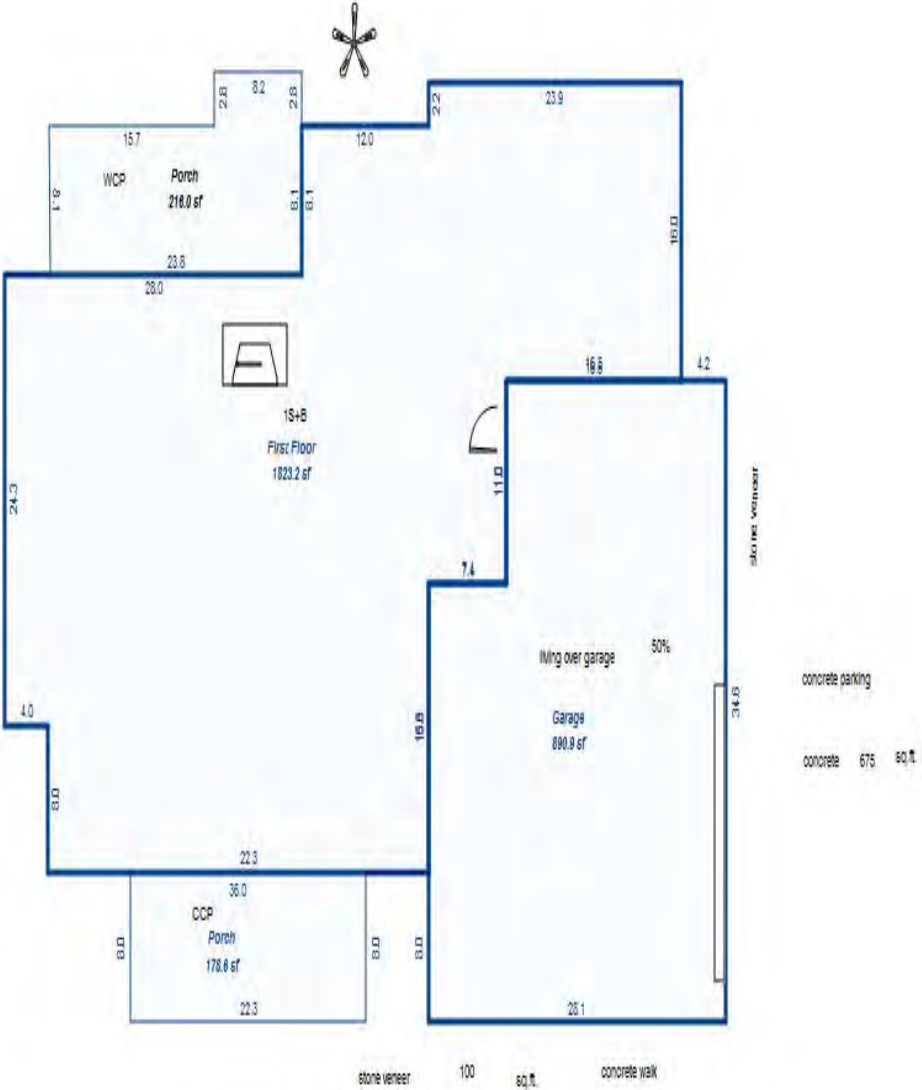 8.2
2.8
2.8
2.2
23.9
15.7
12.0
WCP
Porch
216.0 sf
8.1
8.1
8.1
16.0
23.8
28.0
4.2
1S+B
First Floor
1823.2 sf
24.3
11.0
7.4
stone veneer
living over garage 50%
Garage
890.9 sf
34.6
concrete parking
concrete 675 sq.ft.
4.0
8.0
22.3
36.0
CCP
Porch
178.6 sf
8.0
8.0
8.0
22.3
28.1
stone veneer 100 sq.ft. concrete walk